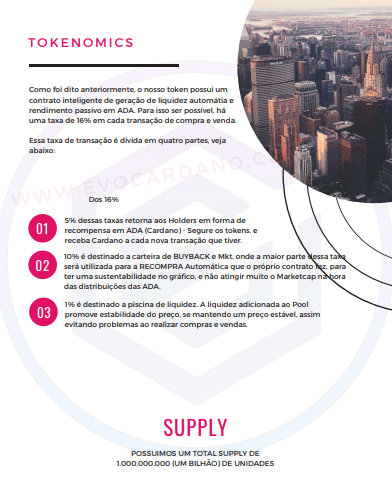 TOKENOMICS
Como foi dito anteriormente, o nosso token possui um
contrato inteligente de geração de liquidez automátia e
rendimento passivo em ADA. Para isso ser possível, há
uma taxa de 16% em cada transação de compra e venda.
Essa taxa de transação é divida em quatro partes, veja
abaixo:
WWW.EVOCARDANO.C
Dos 16%
01
5% dessas taxas retorna aos Holders em forma de
recompensa em ADA (Cardano) - Segure os tokens, e
receba Cardano a cada nova transação que tiver.
02
10% é destinado a carteira de BUYBACK e Mkt, onde a maior parte dessa taxa
será utilizada para a RECOMPRA Automática que o próprio contrato faz, para
ter uma sustentabilidade no gráfico, e não atingir muito o Marketcap na hora
das distribuições das ADA.
03
1% é destinado a piscina de liquidez. A liquidez adicionada ao Pool
promove estabilidade do preço, se mantendo um preço estável, assim
evitando problemas ao realizar compras e vendas.
SUPPLY
POSSUIMOS UM TOTAL SUPPLY DE
1.000.000.000 (UM BILHÃO) DE UNIDADES